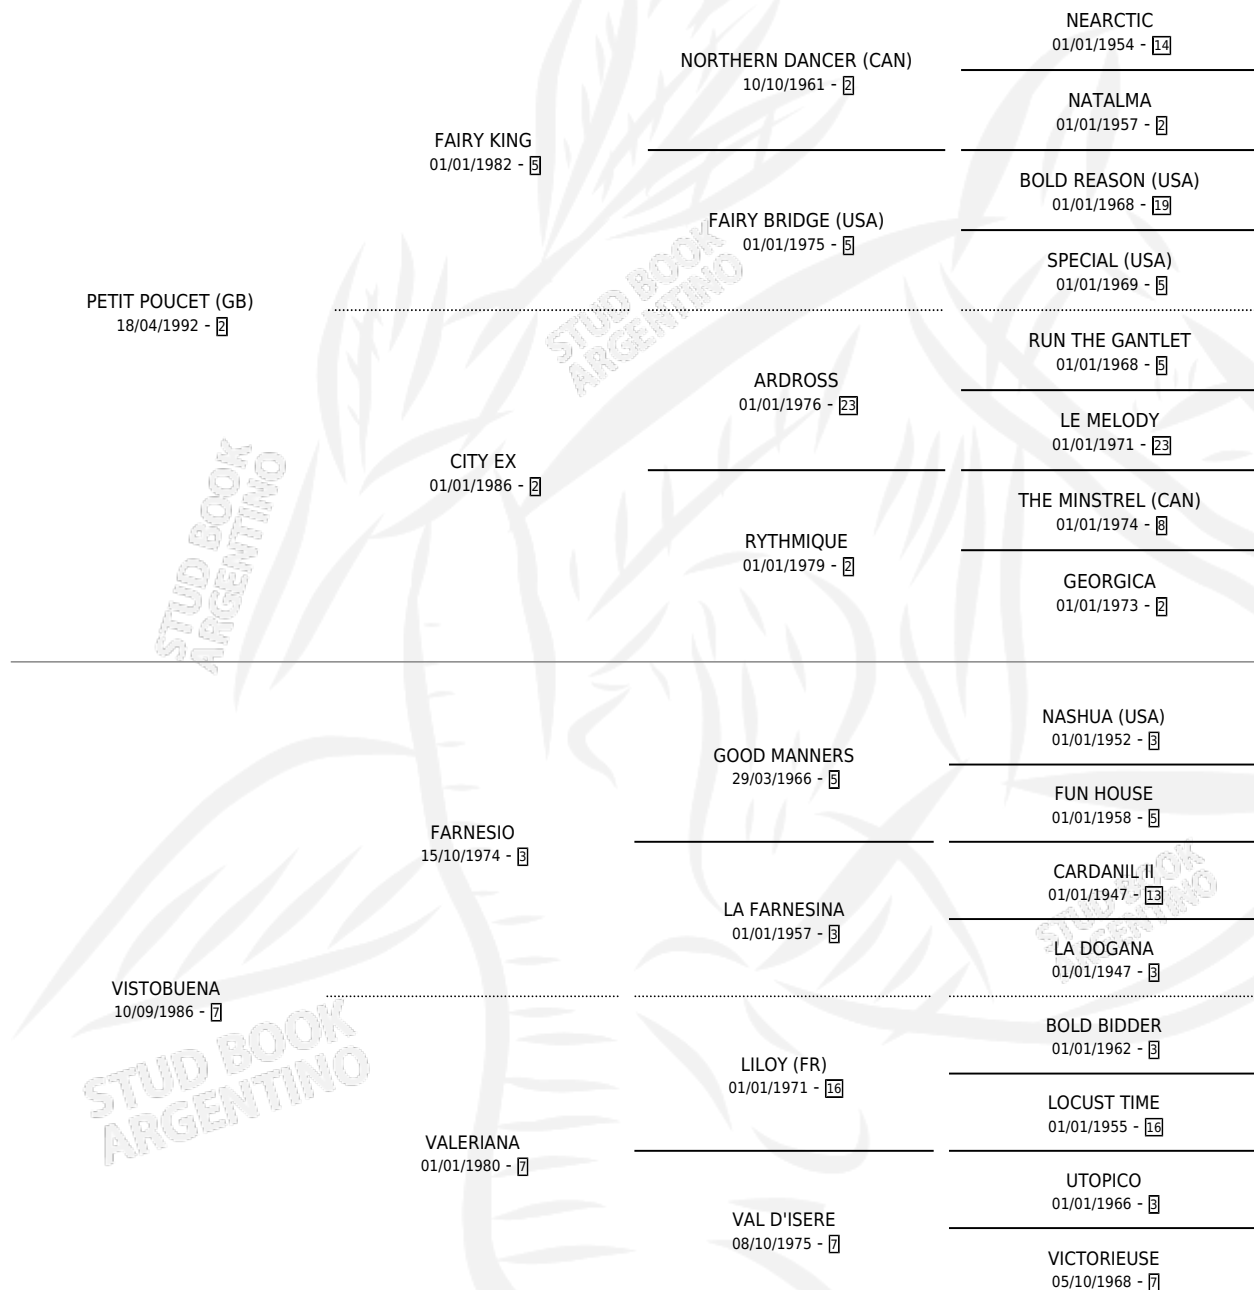 NEARCTIC
01/01/1954 - 14
NORTHERN DANCER (CAN)
10/10/1961 - 2
NATALMA
01/01/1957 - 2
FAIRY KING
01/01/1982 - 5
BOLD REASON (USA)
01/01/1968 - 19
FAIRY BRIDGE (USA)
01/01/1975 - 5
SPECIAL (USA)
01/01/1969 - 5
PETIT POUCET (GB)
18/04/1992 - 2
STUD BOOK
ARGENTINO
RUN THE GANTLET
01/01/1968 - 5
ARDROSS
01/01/1976 - 23
LE MELODY
01/01/1971 - 23
CITY EX
01/01/1986 - 2
THE MINSTREL (CAN)
01/01/1974 - 8
RYTHMIQUE
01/01/1979 - 2
GEORGICA
01/01/1973 - 2
STUD BOOK
ARGENTINO
NASHUA (USA)
01/01/1952 - 3
GOOD MANNERS
29/03/1966 - 5
FUN HOUSE
01/01/1958 - 5
FARNESIO
15/10/1974 - 3
CARDANIL II
01/01/1947 - 13
LA FARNESINA
01/01/1957 - 3
STUD BOOK
ARGENTINO
LA DOGANA
01/01/1947 - 3
VISTOBUENA
10/09/1986 - 7
BOLD BIDDER
01/01/1962 - 3
LILOY (FR)
01/01/1971 - 16
STUD BOOK
ARGENTINO
LOCUST TIME
01/01/1955 - 16
VALERIANA
01/01/1980 - 7
UTOPICO
01/01/1966 - 3
VAL D'ISERE
08/10/1975 - 7
VICTORIEUSE
05/10/1968 - 7